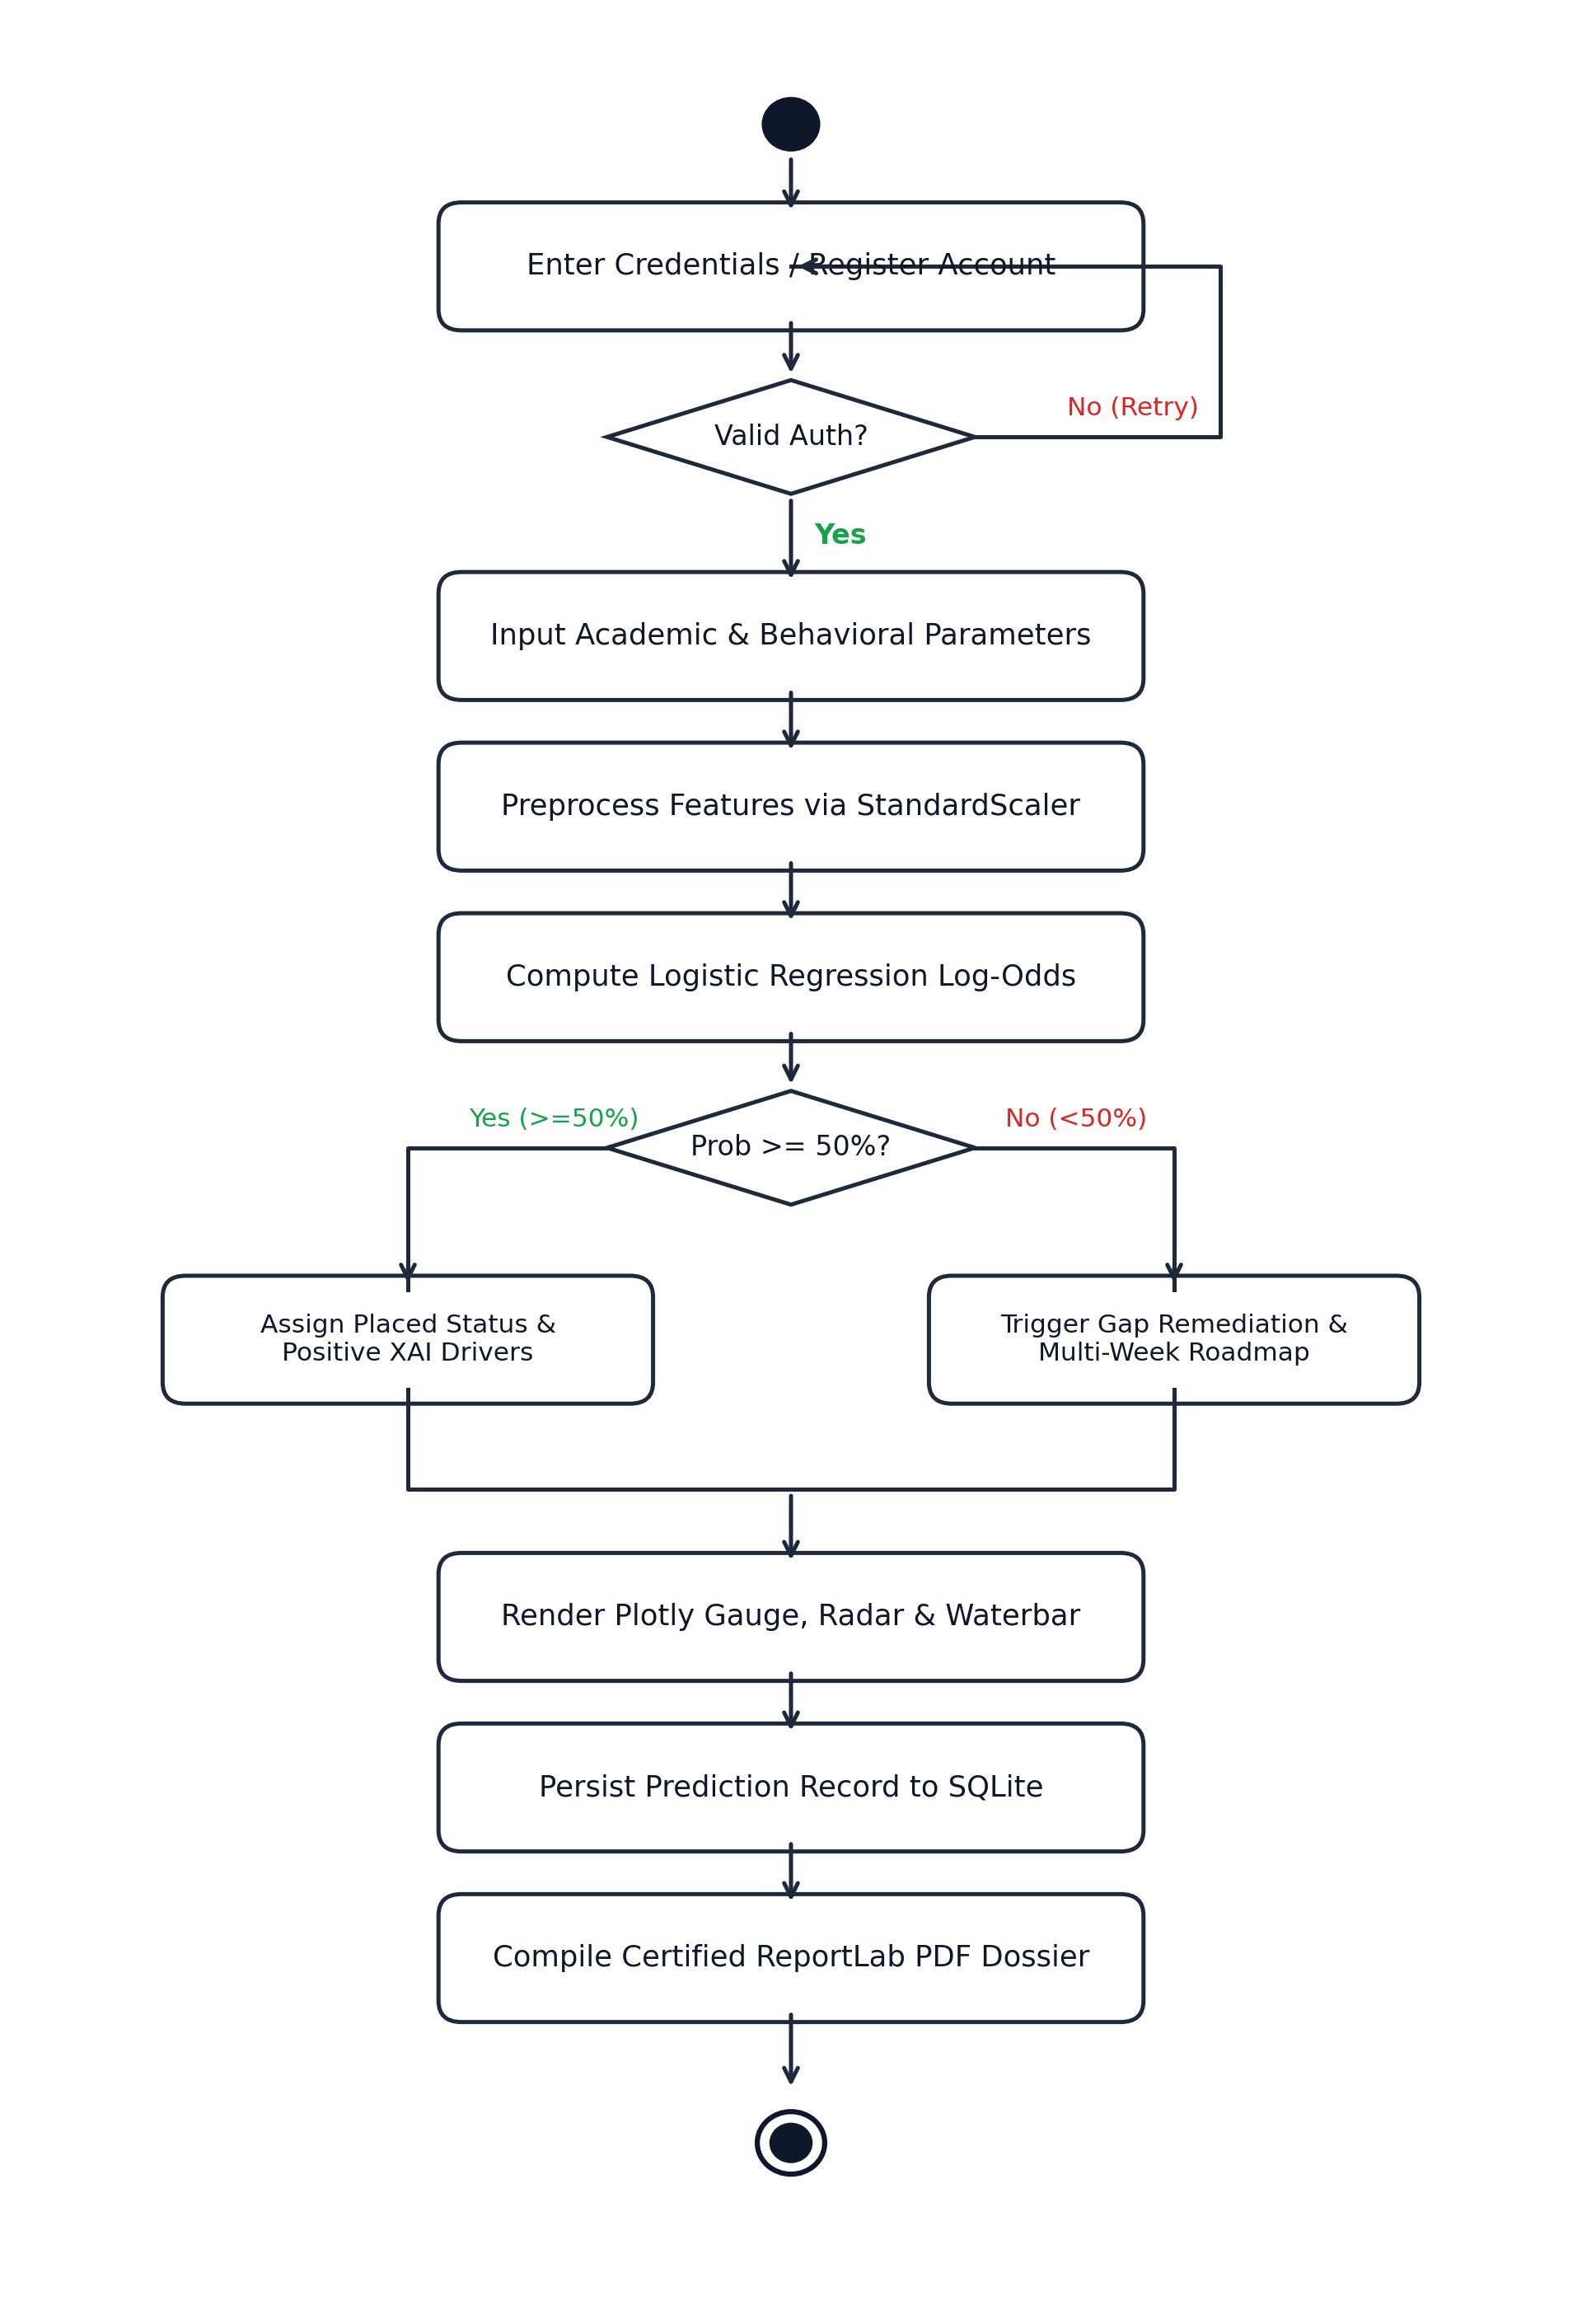 Enter Credentials / Register Account
Valid Auth?
No (Retry)
Yes
Input Academic & Behavioral Parameters
Preprocess Features via StandardScaler
Compute Logistic Regression Log-Odds
Yes (>=50%)
Prob >= 50%?
No (<50%)
Assign Placed Status &
Positive XAI Drivers
Trigger Gap Remediation &
Multi-Week Roadmap
Render Plotly Gauge, Radar & Waterbar
Persist Prediction Record to SQLite
Compile Certified ReportLab PDF Dossier